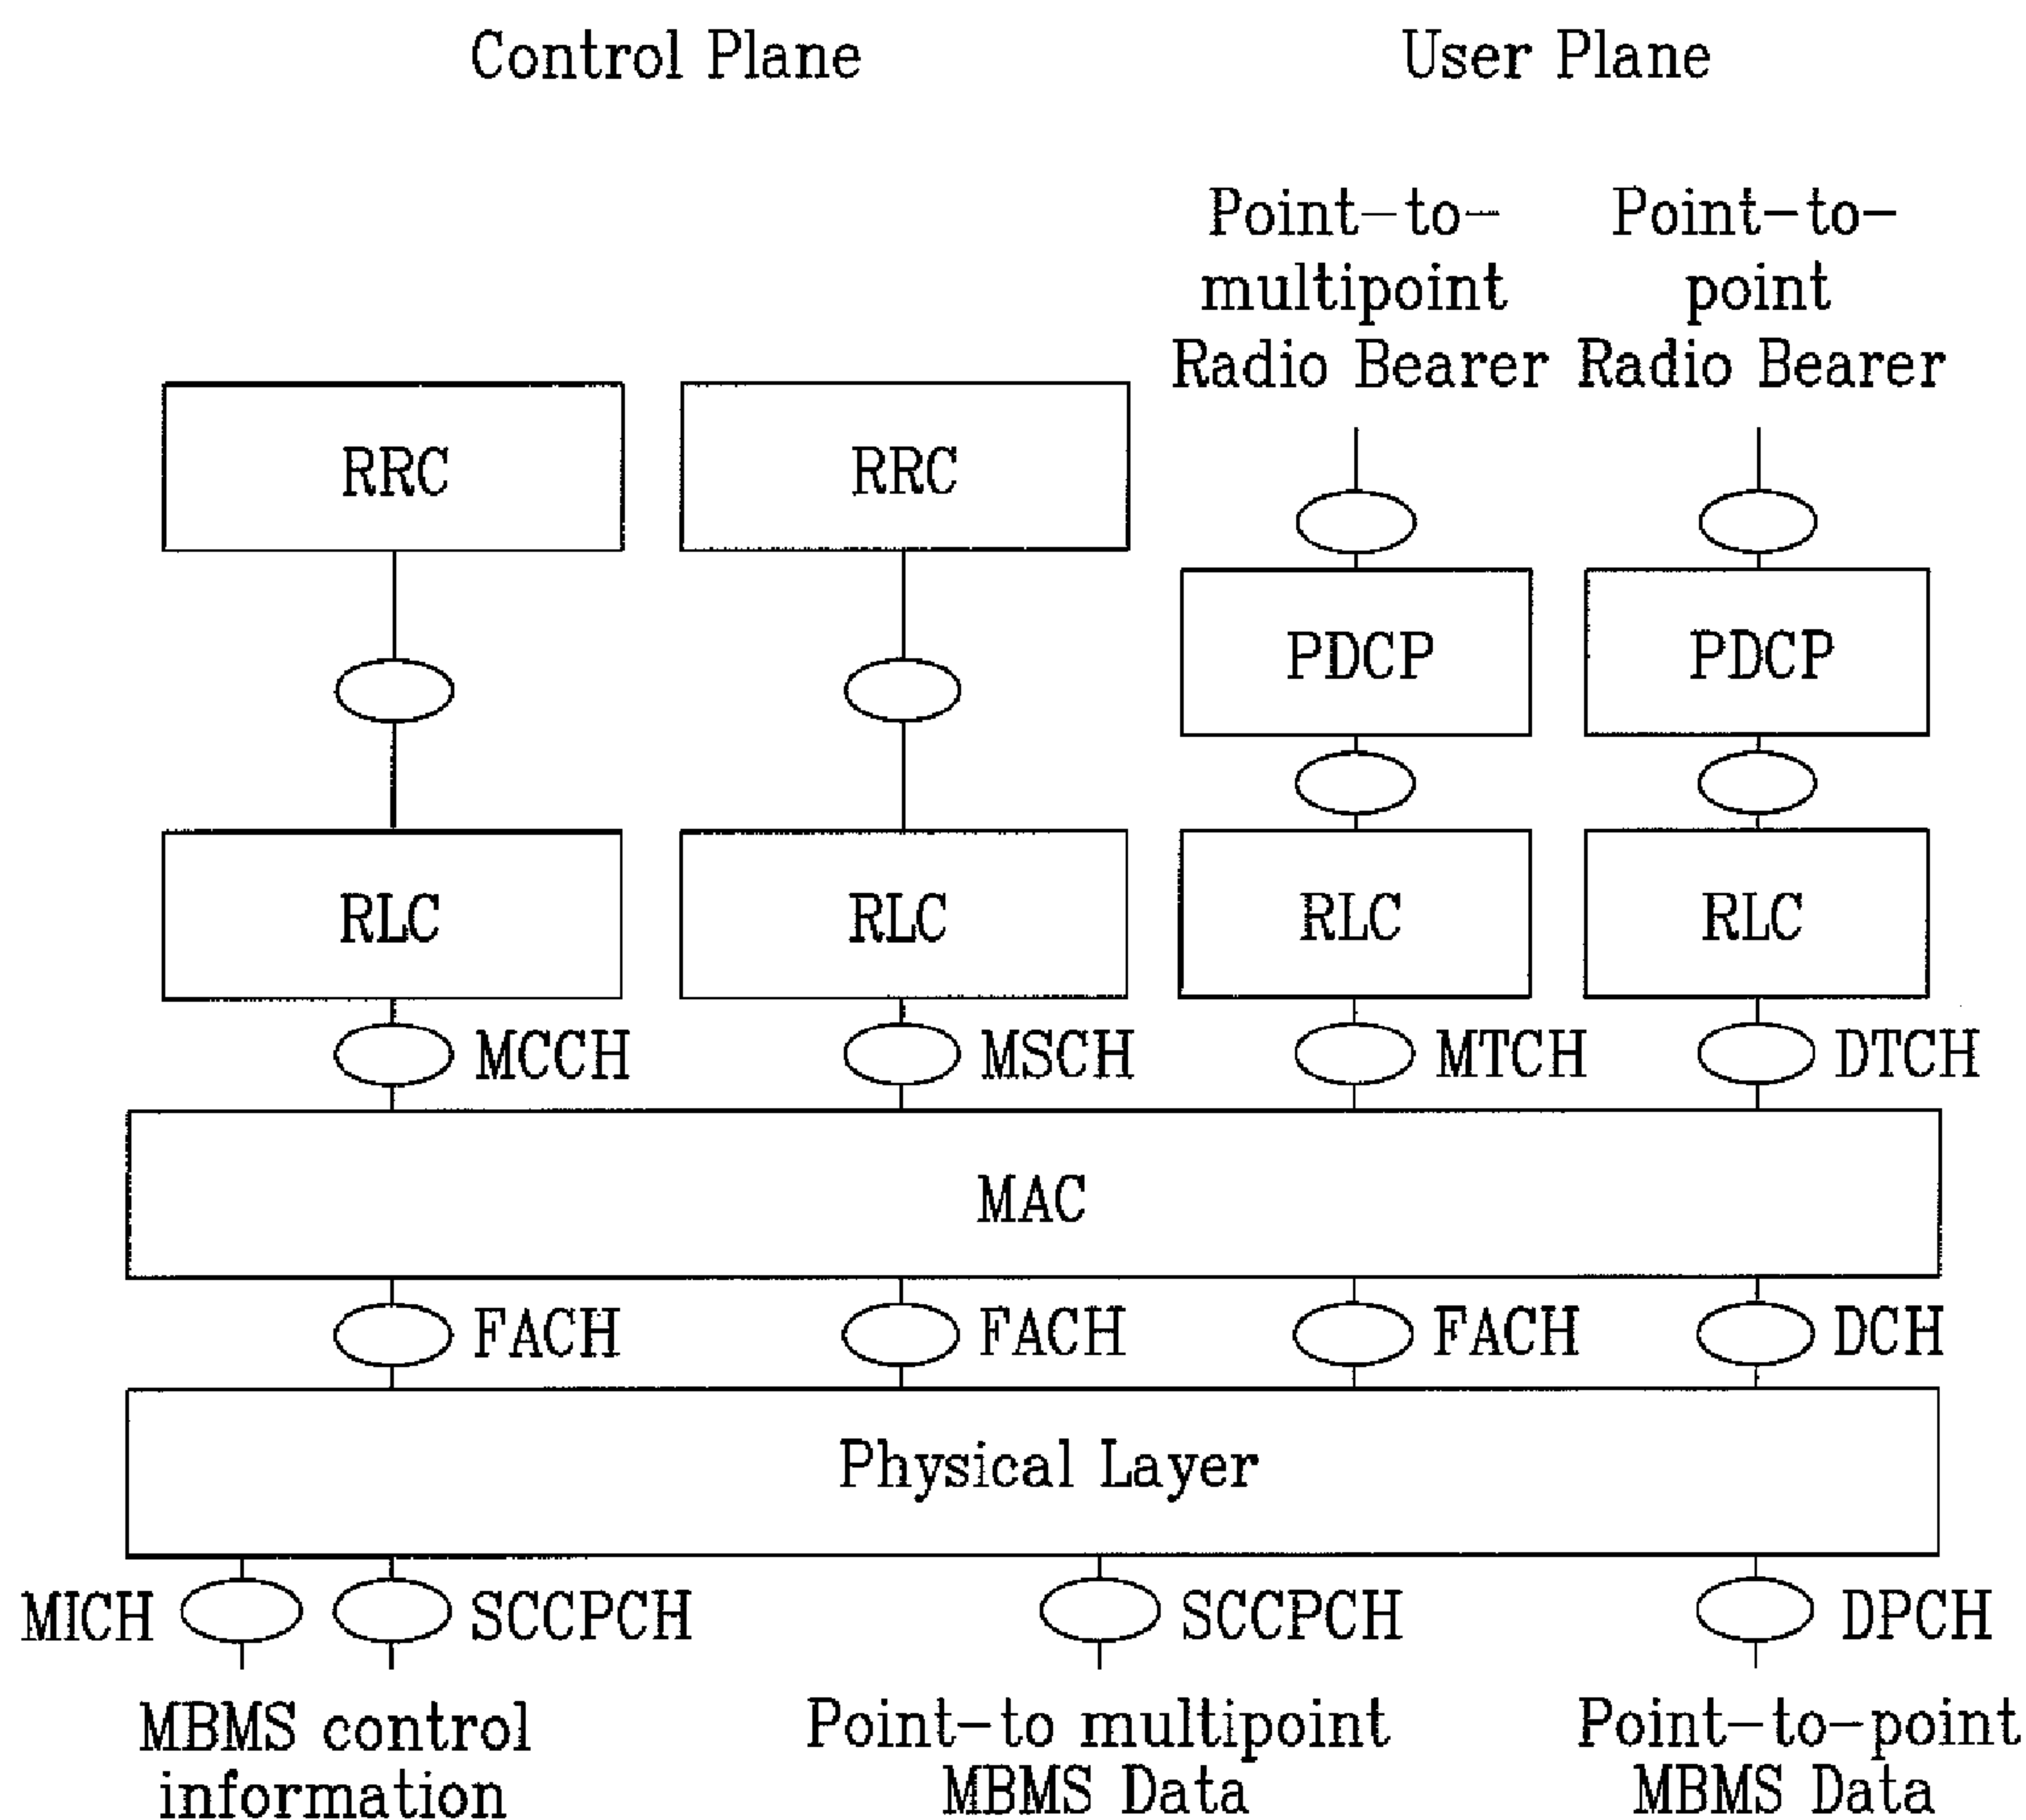 Control Plane
User Plane
Point-to-
multipoint
Radio Bearer
Point-to-
point
Radio Bearer
RRC
RRC
PDCP
PDCP
RLC
RLC
RLC
RLC
MCCH
MSCH
MTCH
DTCH
MAC
FACH
FACH
FACH
DCH
Physical Layer
MICH
SCCPCH
SCCPCH
DPCH
MBMS control
information
Point-to multipoint
MBMS Data
Point-to-point
MBMS Data